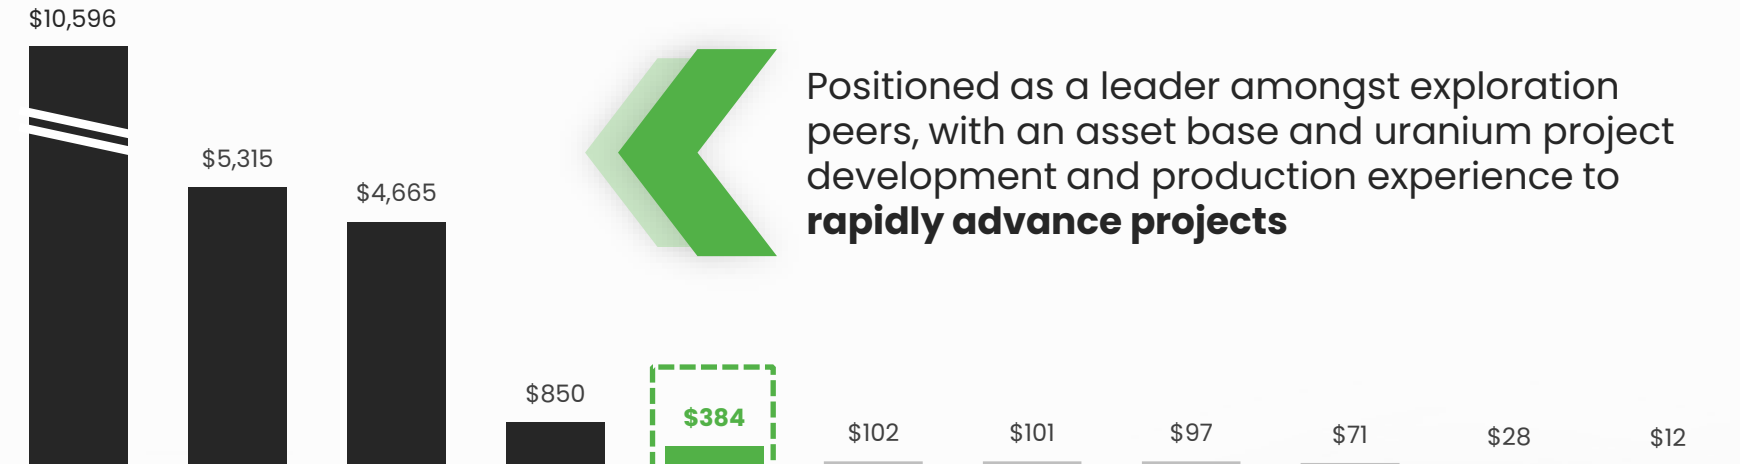 $10,596
Positioned as a leader amongst exploration
peers, with an asset base and uranium project
development and production experience to
rapidly advance projects
$5,315
$4,665
$850
$384
$102
$101
$97
$71
$28
$12